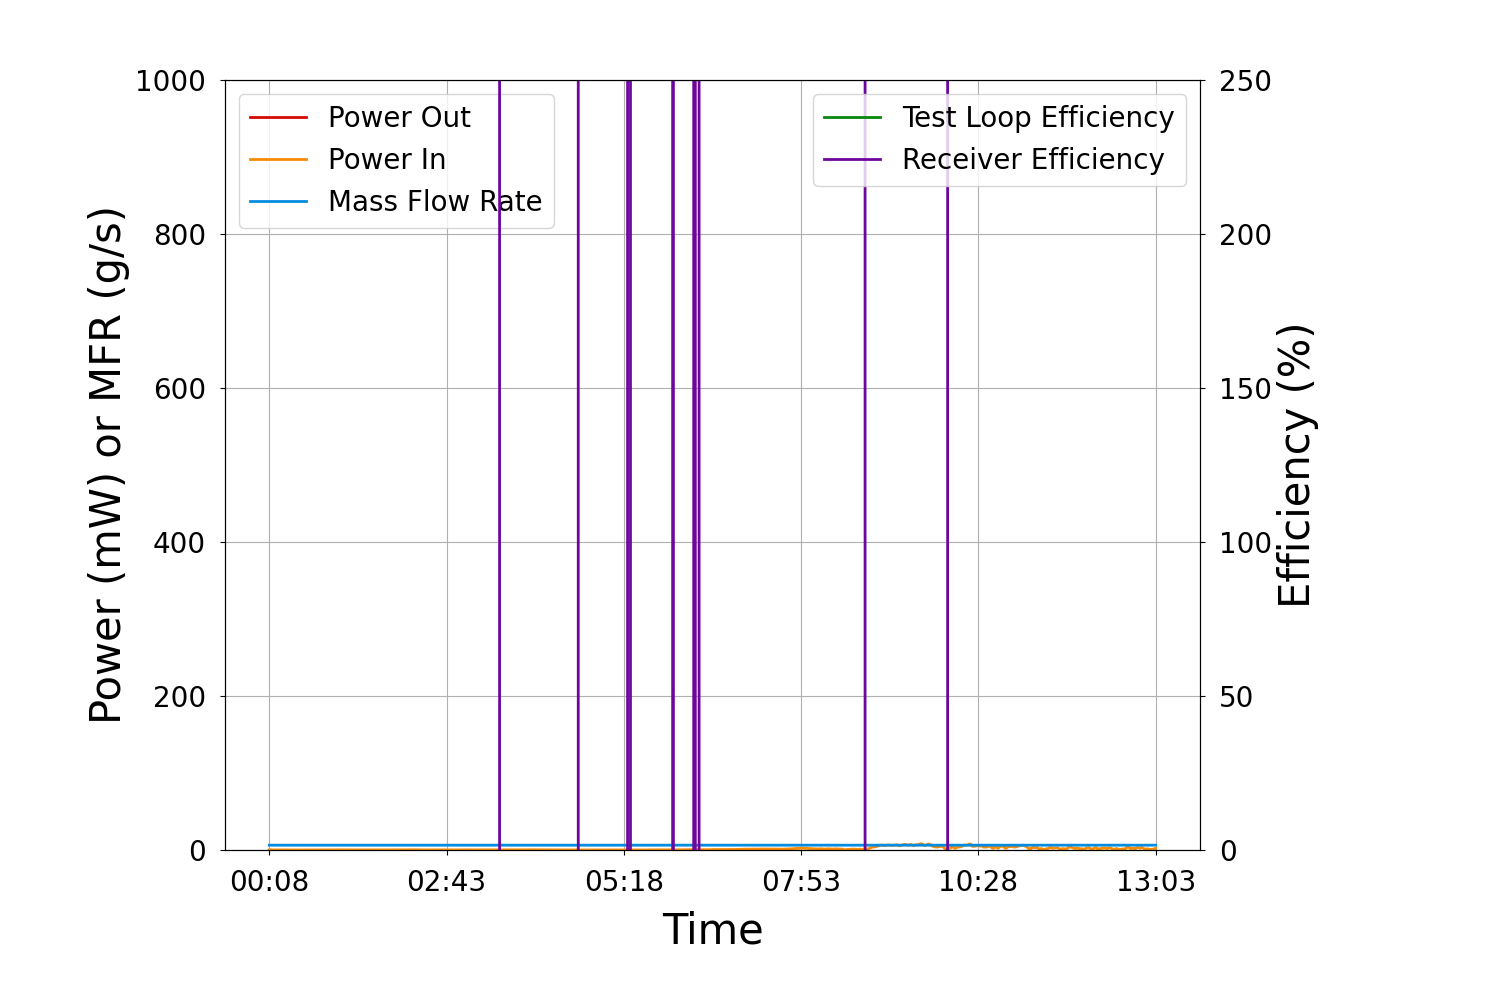 1000
800
600
400
200
0
250
200
150
100
50
0
Power Out
Power In
Mass Flow Rate
Test Loop Efficiency
Receiver Efficiency
Power (mW) or MFR (g/s)
Efficiency (%)
00:08 02:43 05:18 07:53 10:28 13:03
Time